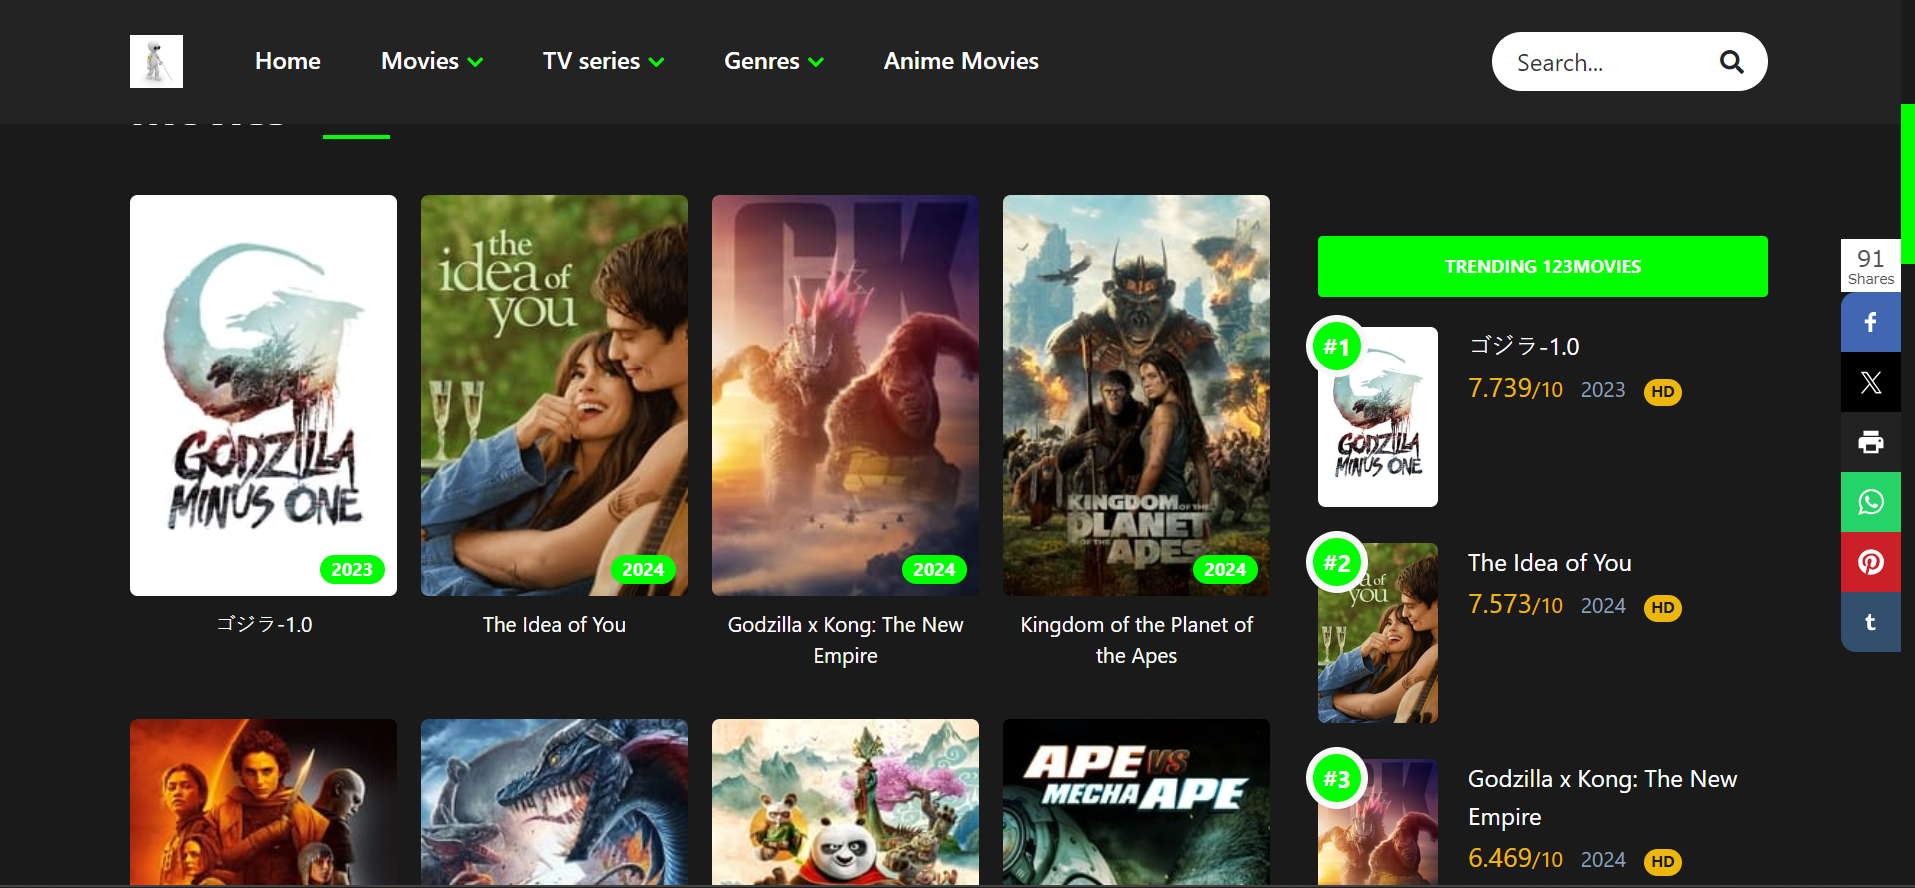 Home
Movies
TV series
Genres
Anime Movies
Search...
the
idea of
you
GK
GODZILLA
MINUS ONE
KINGDOM OF THE
PLANET
OF THE
APES
2023
2024
2024
2024
ゴジラ-1.0
The Idea of You
Godzilla x Kong: The New
Empire
Kingdom of the Planet of
the Apes
APE VS
MECHA APE
TRENDING 123MOVIES
#1
GODZILLA
MINUS ONE
ゴジラ-1.0
7.739/10 2023 HD
#2
idea of
you
The Idea of You
7.573/10 2024 HD
#3
Godzilla x Kong: The New
Empire
6.469/10 2024 HD
91
Shares